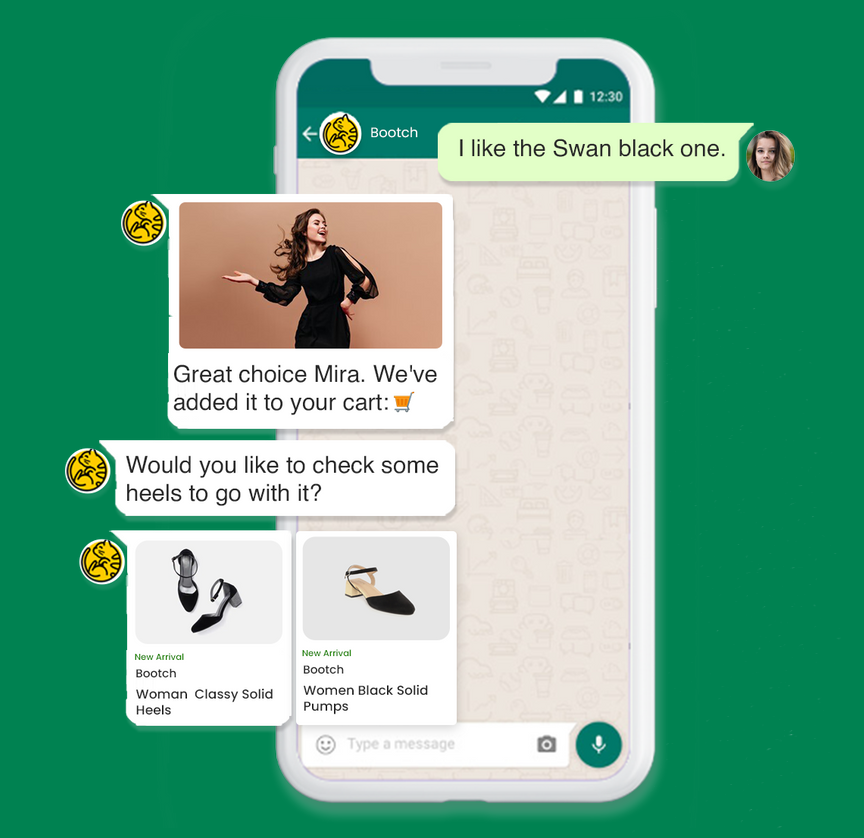 12:30
Bootch
I like the Swan black one.
Great choice Mira. We've
added it to your cart:
Would you like to check some
heels to go with it?
New Arrival
Bootch
Woman Classy Solid
Heels
New Arrival
Bootch
Women Black Solid
Pumps
Type a message